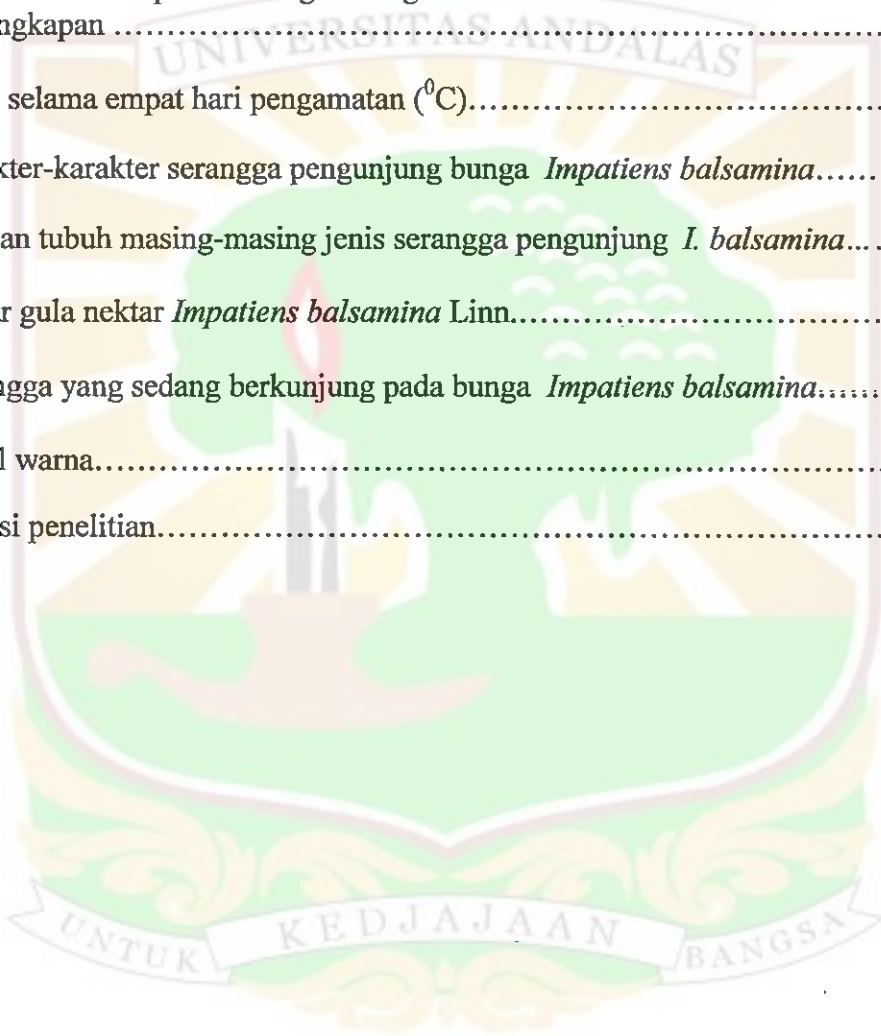 ngkapan ……………………………………………
UNIVERSITAS ANDALAS
selama empat hari pengamatan (⁰C)……………………………
kter-karakter serangga pengunjung bunga Impatiens balsamina……
an tubuh masing-masing jenis serangga pengunjung I. balsamina... .
r gula nektar Impatiens balsamina Linn……………………………
ngga yang sedang berkunjung pada bunga Impatiens balsamina……
l warna……………………………………………
si penelitian……………………………………………
UNTUK KEDJAJAAN BANGSA